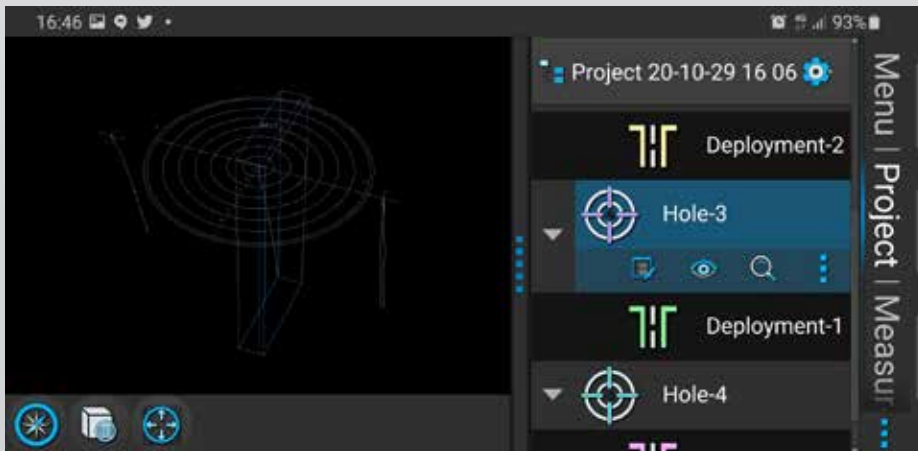 16:46
93%
Project 20-10-29 16 06
Deployment-2
Hole-3
Deployment-1
Hole-4
Menu | Project | Measur